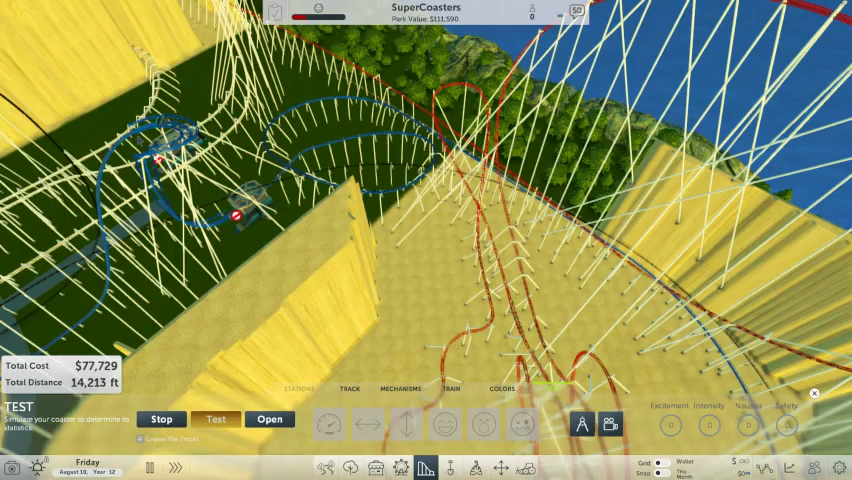 SuperCoasters
Park Value: $111,590
0
50
Total Cost $77,729
Total Distance 14,213 ft
STATIONS TRACK MECHANISMS TRAIN COLORS
TEST
Simulate your coaster to determine its statistics.
Stop Test Open
Grease The Tracks
Excitement Intensity Nausea Safety
0 0 0 0
Friday
August 10, Year 12
Grid Wallet
Snap This Month
$ ∞
$0